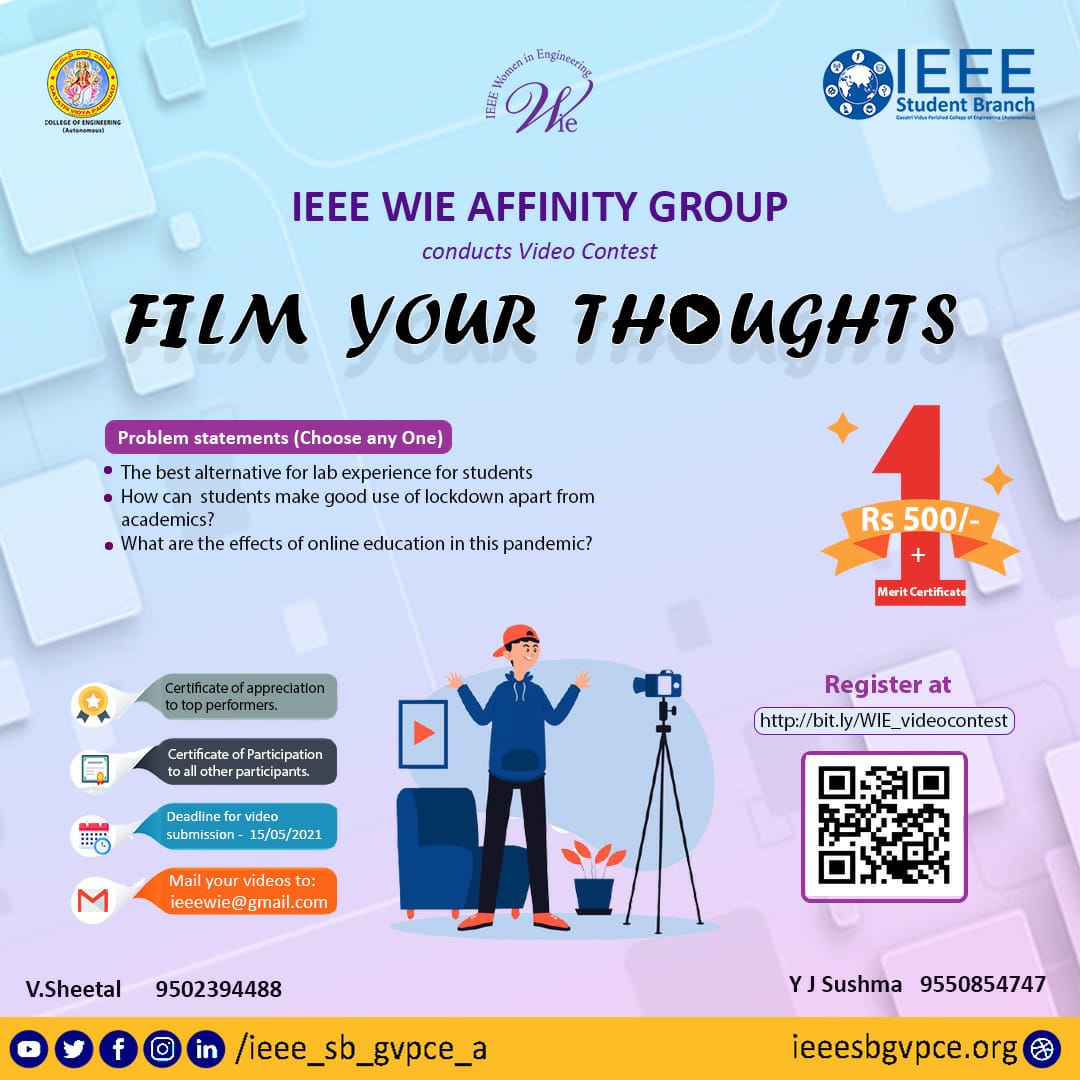 GAYATRI VIDYA PARISHAD
COLLEGE OF ENGINEERING
(Autonomous)
IEEE Women in Engineering
Wie
IEEE
Student Branch
Gayatri Vidya Parishad College of Engineering (Autonomous)
IEEE WIE AFFINITY GROUP
conducts Video Contest
FILM YOUR THOUGHTS
Problem statements (Choose any One)
The best alternative for lab experience for students
How can students make good use of lockdown apart from
academics?
What are the effects of online education in this pandemic?
1
Rs 500/-
+
Merit Certificate
Certificate of appreciation
to top performers.
Certificate of Participation
to all other participants.
Deadline for video
submission - 15/05/2021
Mail your videos to:
ieeewie@gmail.com
Register at
http://bit.ly/WIE_videocontest
V.Sheetal 9502394488
Y J Sushma 9550854747
/ieee_sb_gvpce_a
ieeesbgvpce.org